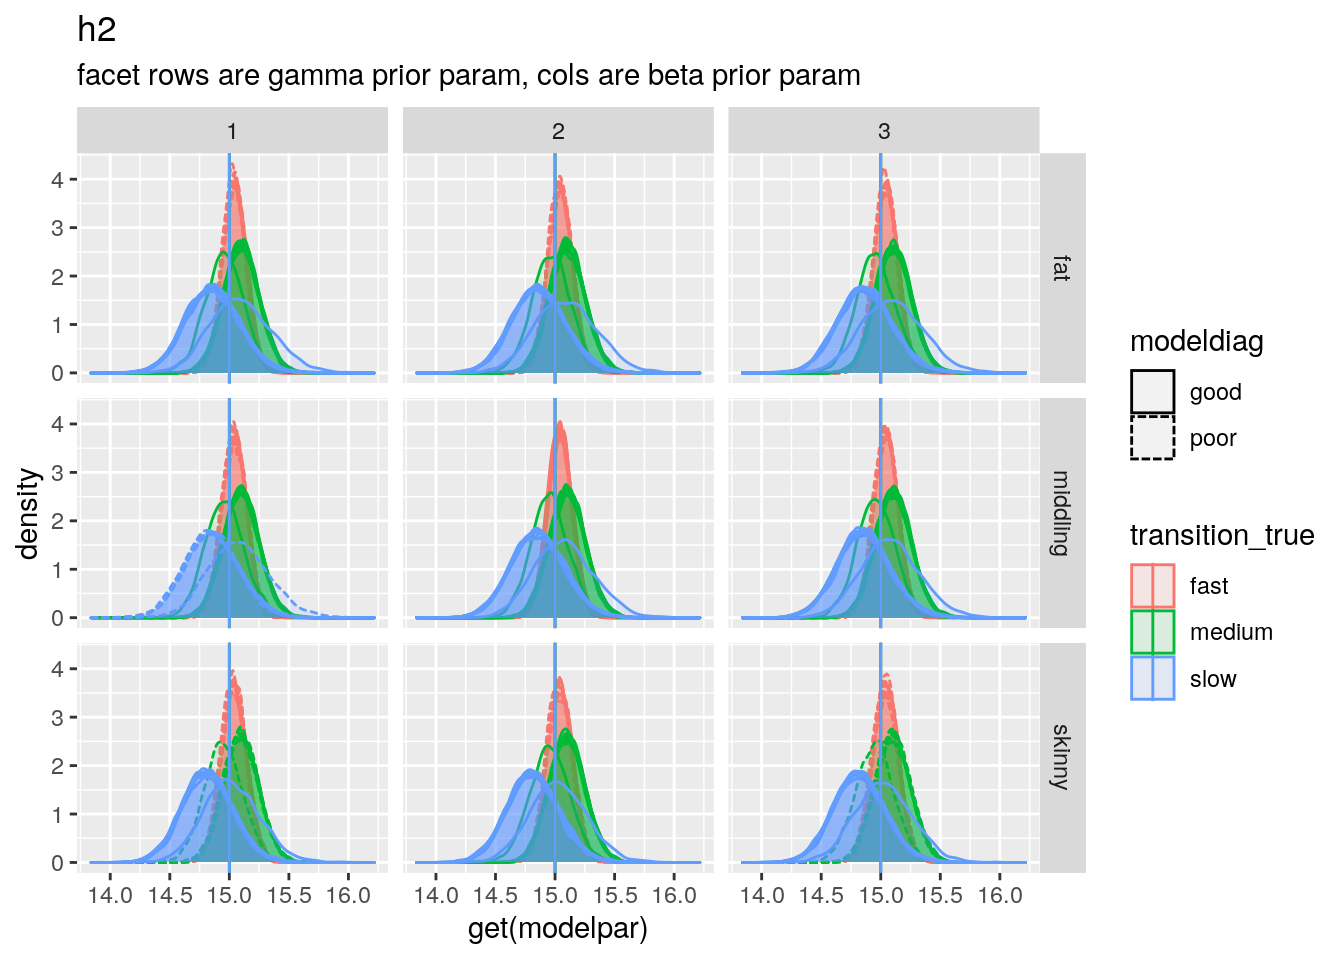 h2
facet rows are gamma prior param, cols are beta prior param
1 2 3
4
3
2
1
0
fat
4
3
2
1
0
middling
4
3
2
1
0
skinny
14.0 14.5 15.0 15.5 16.0 14.0 14.5 15.0 15.5 16.0 14.0 14.5 15.0 15.5 16.0
get(modelpar)
density
modeldiag
good
poor
transition_true
fast
medium
slow